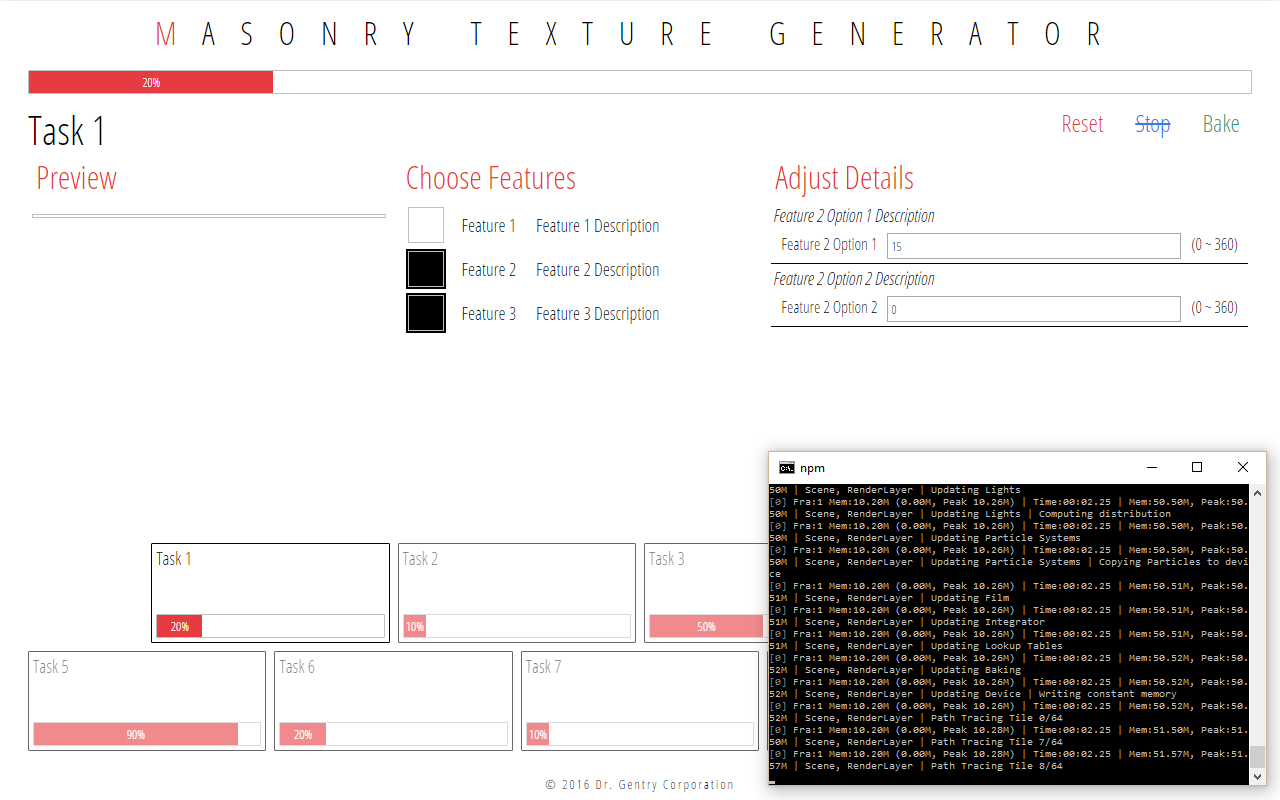 MASONRY TEXTURE GENERATOR
20%
Task 1
Reset Stop Bake
Preview
Choose Features
Adjust Details
Feature 1 Feature 1 Description
Feature 2 Feature 2 Description
Feature 3 Feature 3 Description
Feature 2 Option 1 Description
Feature 2 Option 1 15 (0 ~ 360)
Feature 2 Option 2 Description
Feature 2 Option 2 0 (0 ~ 360)
Task 1
20%
Task 2
10%
Task 3
50%
Task 5
90%
Task 6
20%
Task 7
10%
© 2016 Dr. Gentry Corporation
C:\. npm
50M | Scene, RenderLayer | Updating Lights
[0] Fra:1 Mem:10.20M (0.00M, Peak 10.26M) | Time:00:02.25 | Mem:50.50M, Peak:50.
50M | Scene, RenderLayer | Updating Lights | Computing distribution
[0] Fra:1 Mem:10.20M (0.00M, Peak 10.26M) | Time:00:02.25 | Mem:50.50M, Peak:50.
50M | Scene, RenderLayer | Updating Particle Systems
[0] Fra:1 Mem:10.20M (0.00M, Peak 10.26M) | Time:00:02.25 | Mem:50.50M, Peak:50.
50M | Scene, RenderLayer | Updating Particle Systems | Copying Particles to devi
ce
[0] Fra:1 Mem:10.20M (0.00M, Peak 10.26M) | Time:00:02.25 | Mem:50.51M, Peak:50.
51M | Scene, RenderLayer | Updating Film
[0] Fra:1 Mem:10.20M (0.00M, Peak 10.26M) | Time:00:02.25 | Mem:50.51M, Peak:50.
51M | Scene, RenderLayer | Updating Integrator
[0] Fra:1 Mem:10.20M (0.00M, Peak 10.26M) | Time:00:02.25 | Mem:50.51M, Peak:50.
51M | Scene, RenderLayer | Updating Lookup Tables
[0] Fra:1 Mem:10.20M (0.00M, Peak 10.26M) | Time:00:02.25 | Mem:50.52M, Peak:50.
52M | Scene, RenderLayer | Updating Baking
[0] Fra:1 Mem:10.20M (0.00M, Peak 10.26M) | Time:00:02.25 | Mem:50.52M, Peak:50.
52M | Scene, RenderLayer | Updating Device | Writing constant memory
[0] Fra:1 Mem:10.20M (0.00M, Peak 10.26M) | Time:00:02.25 | Mem:50.52M, Peak:50.
52M | Scene, RenderLayer | Path Tracing Tile 0/64
[0] Fra:1 Mem:10.20M (0.00M, Peak 10.28M) | Time:00:02.25 | Mem:51.50M, Peak:51.
50M | Scene, RenderLayer | Path Tracing Tile 7/64
[0] Fra:1 Mem:10.20M (0.00M, Peak 10.28M) | Time:00:02.25 | Mem:51.57M, Peak:51.
57M | Scene, RenderLayer | Path Tracing Tile 8/64